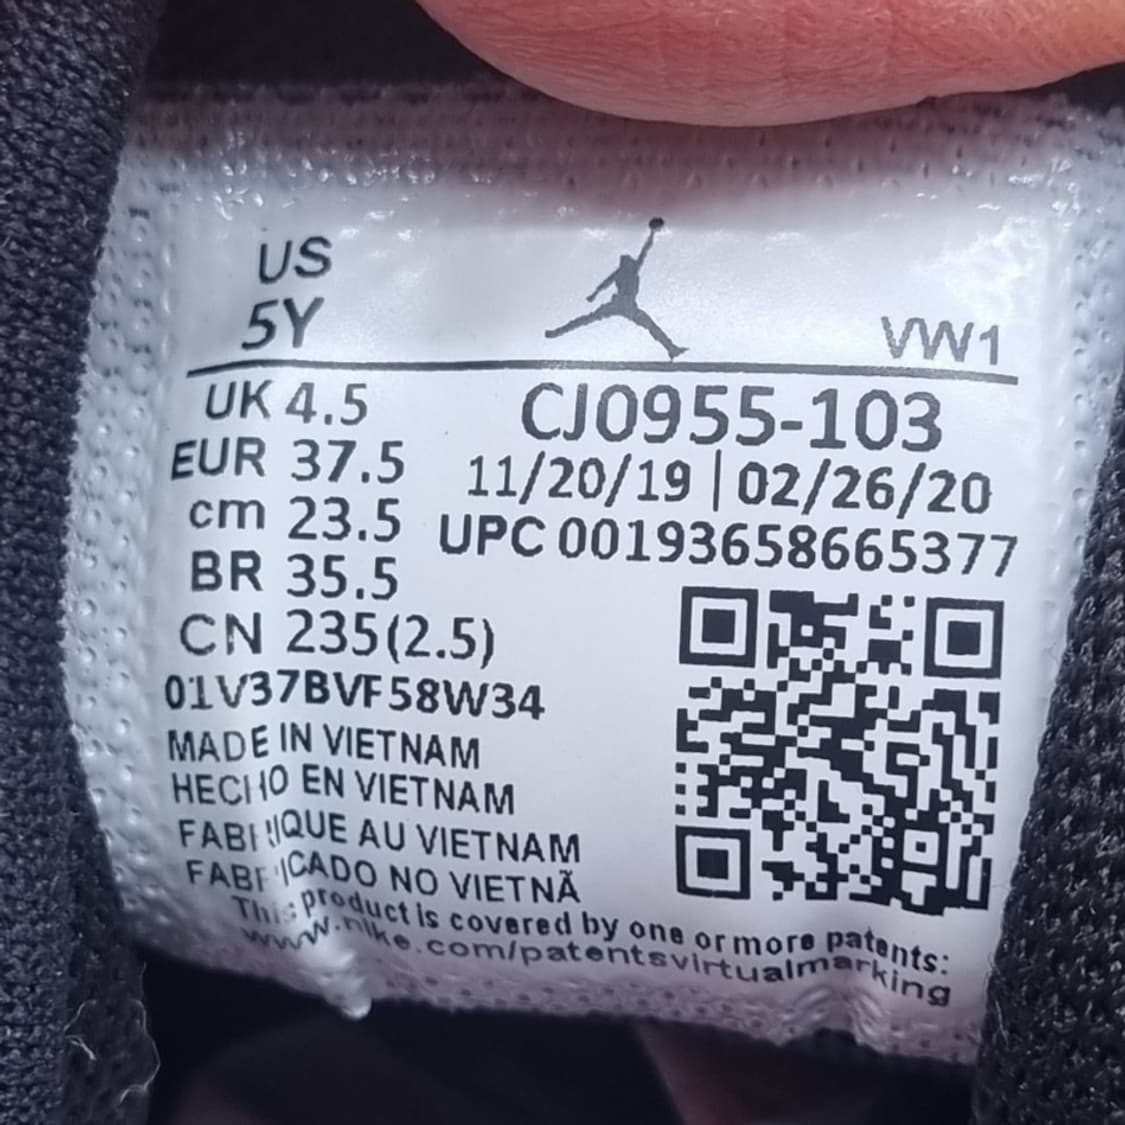 US
5Y
VW1
UK 4.5
CJ0955-103
EUR 37.5
11/20/19 | 02/26/20
cm 23.5
UPC 00193658665377
BR 35.5
CN 235(2.5)
01V37BVF58W34
MADE IN VIETNAM
HECHO EN VIETNAM
FABRIQUE AU VIETNAM
FABRICADO NO VIETNÃ
This product is covered by one or more patents:
www.nike.com/patentsvirtualmarking